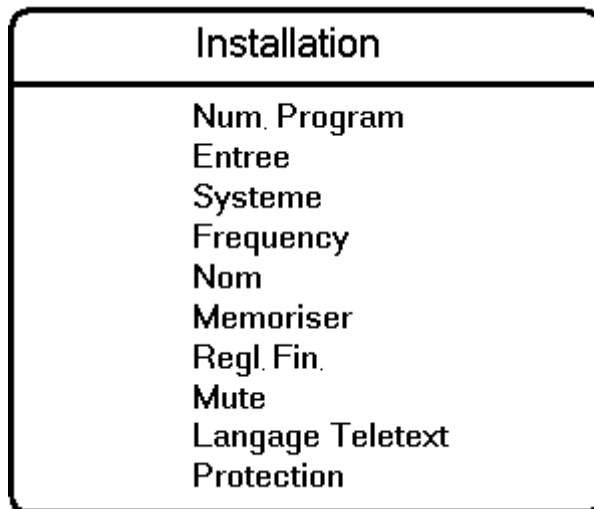 Installation
Num. Program
Entree
Systeme
Frequency
Nom
Memoriser
Regl. Fin.
Mute
Langage Teletext
Protection